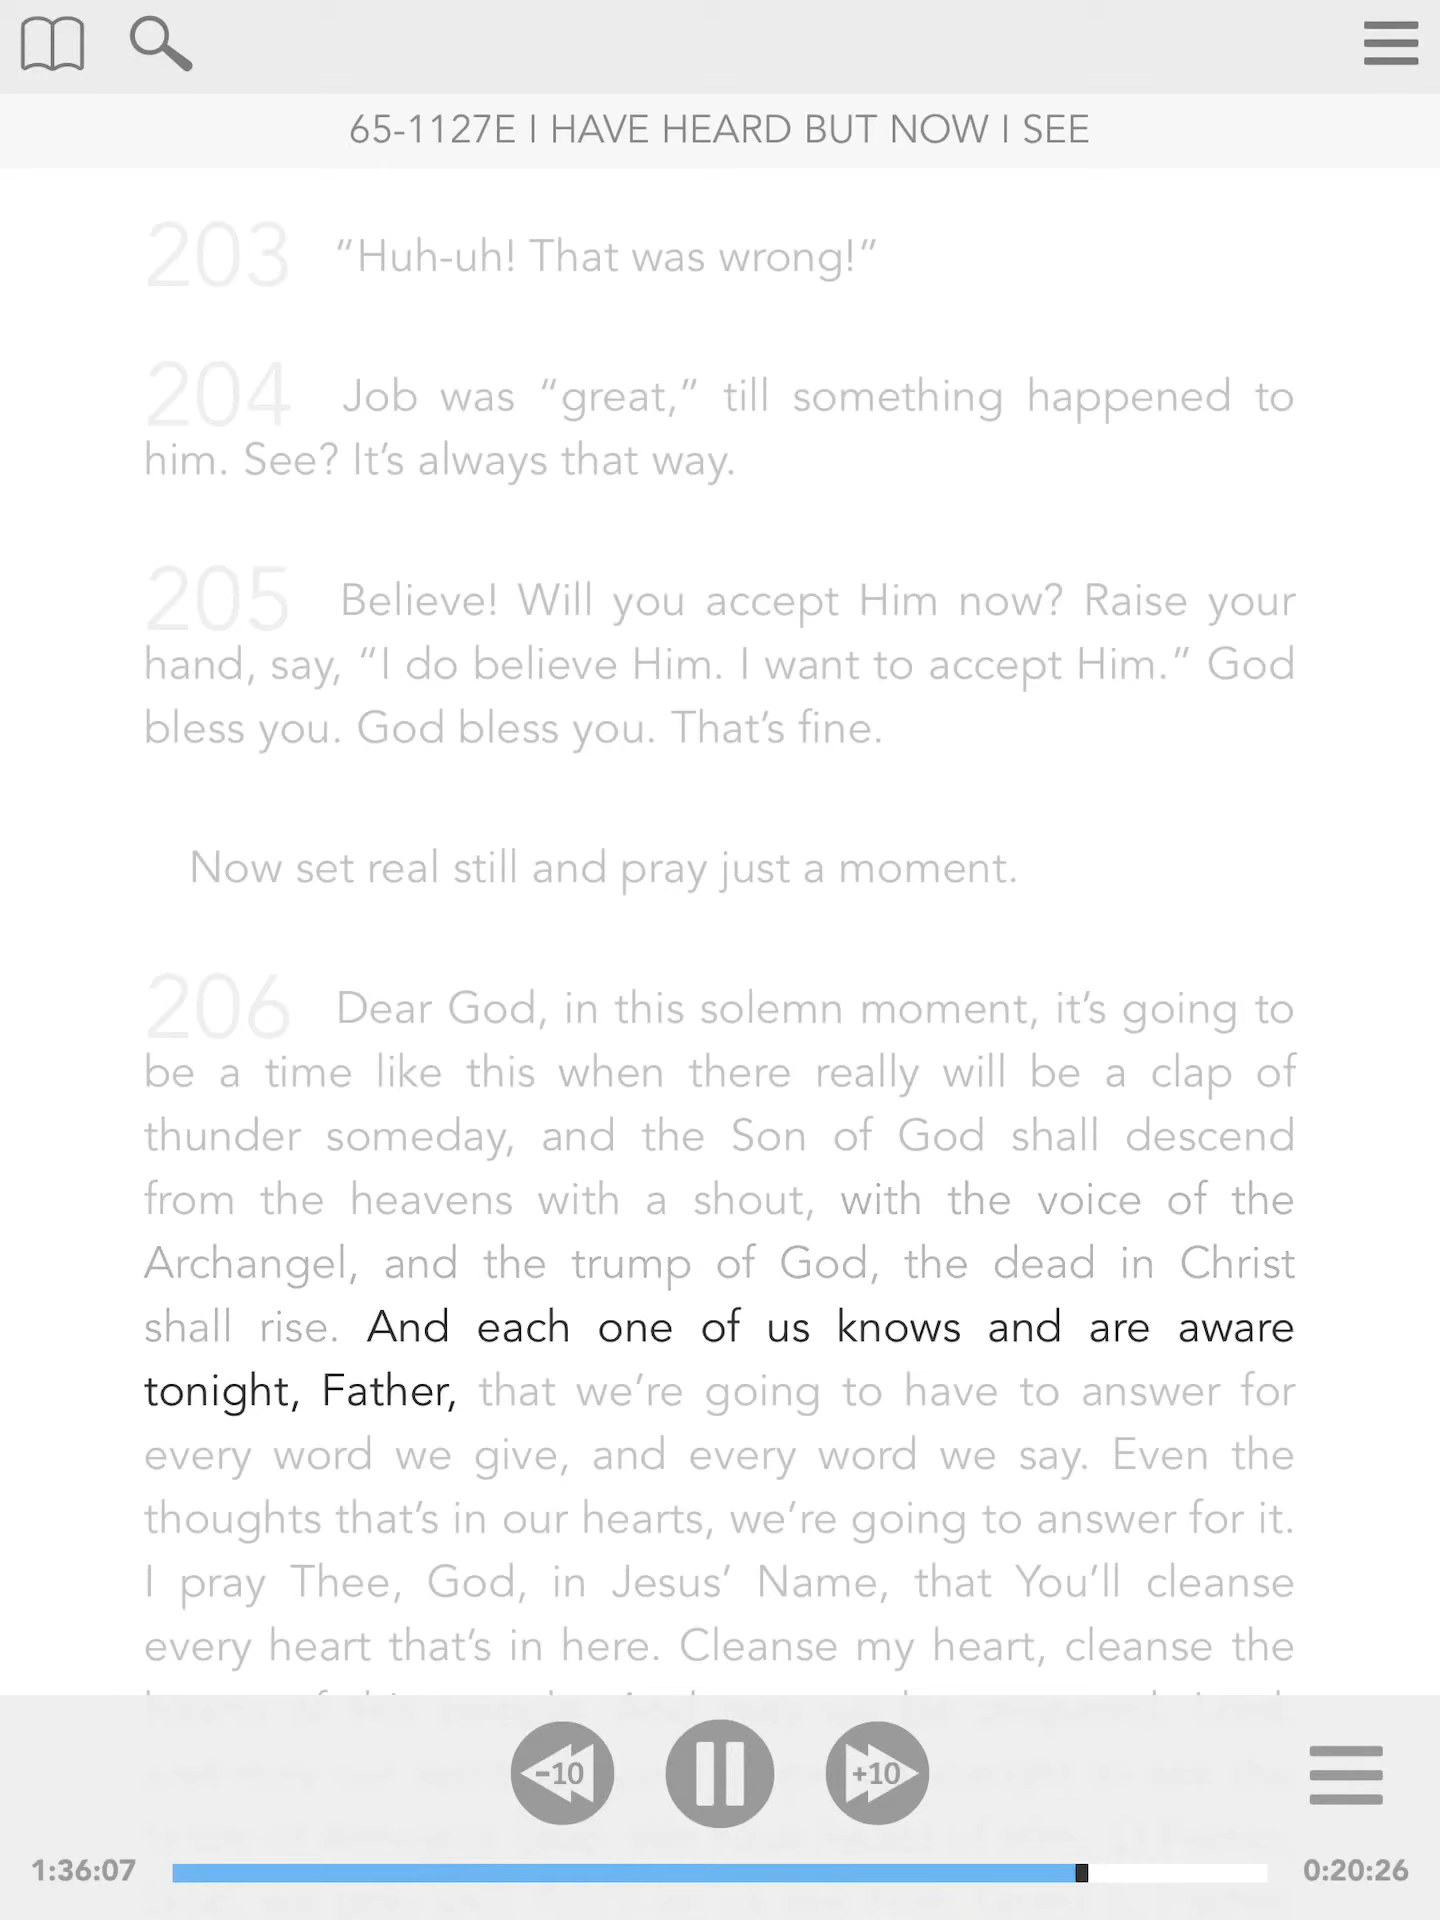 65-1127E I HAVE HEARD BUT NOW I SEE
203 “Huh-uh! That was wrong!”
204 Job was “great,” till something happened to
him. See? It’s always that way.
205 Believe! Will you accept Him now? Raise your
hand, say, “I do believe Him. I want to accept Him.” God
bless you. God bless you. That’s fine.
Now set real still and pray just a moment.
206 Dear God, in this solemn moment, it’s going to
be a time like this when there really will be a clap of
thunder someday, and the Son of God shall descend
from the heavens with a shout, with the voice of the
Archangel, and the trump of God, the dead in Christ
shall rise. And each one of us knows and are aware
tonight, Father, that we’re going to have to answer for
every word we give, and every word we say. Even the
thoughts that’s in our hearts, we’re going to answer for it.
I pray Thee, God, in Jesus’ Name, that You’ll cleanse
every heart that’s in here. Cleanse my heart, cleanse the
-10 +10
1:36:07 0:20:26